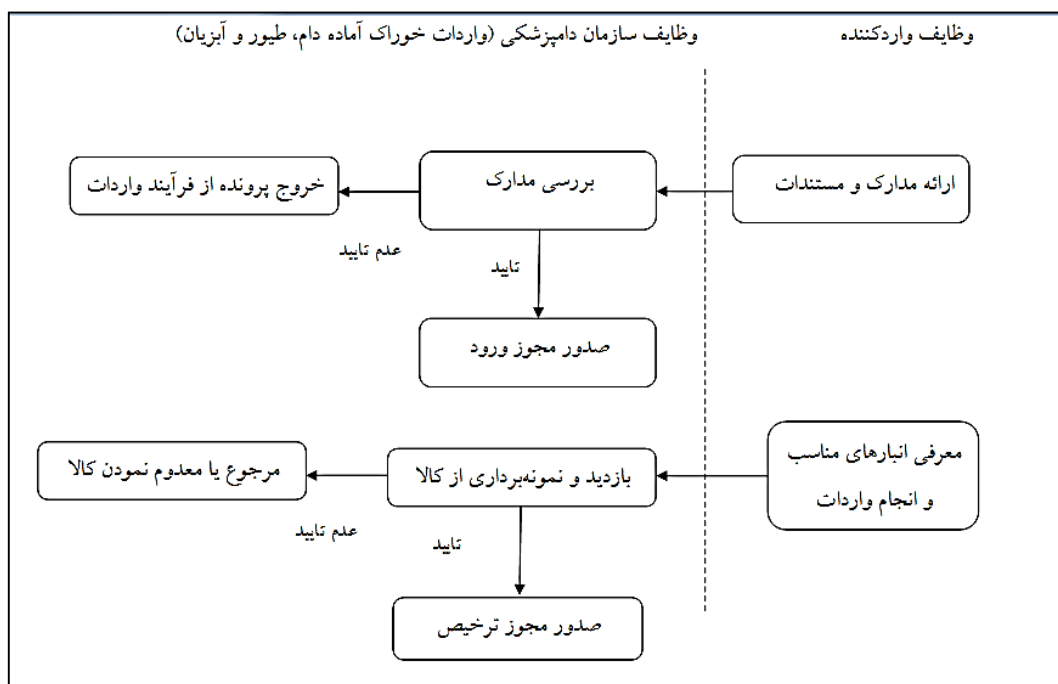 وظایف واردکننده
وظایف سازمان دامپزشکی (واردات خوراک آماده دام، طیور و آبزیان)
ارائه مدارک و مستندات
بررسی مدارک
خروج پرونده از فرآیند واردات
عدم تایید
تایید
صدور مجوز ورود
معرفی انبارهای مناسب
و انجام واردات
بازدید و نمونه‌برداری از کالا
مرجوع یا معدوم نمودن کالا
عدم تایید
تایید
صدور مجوز ترخیص